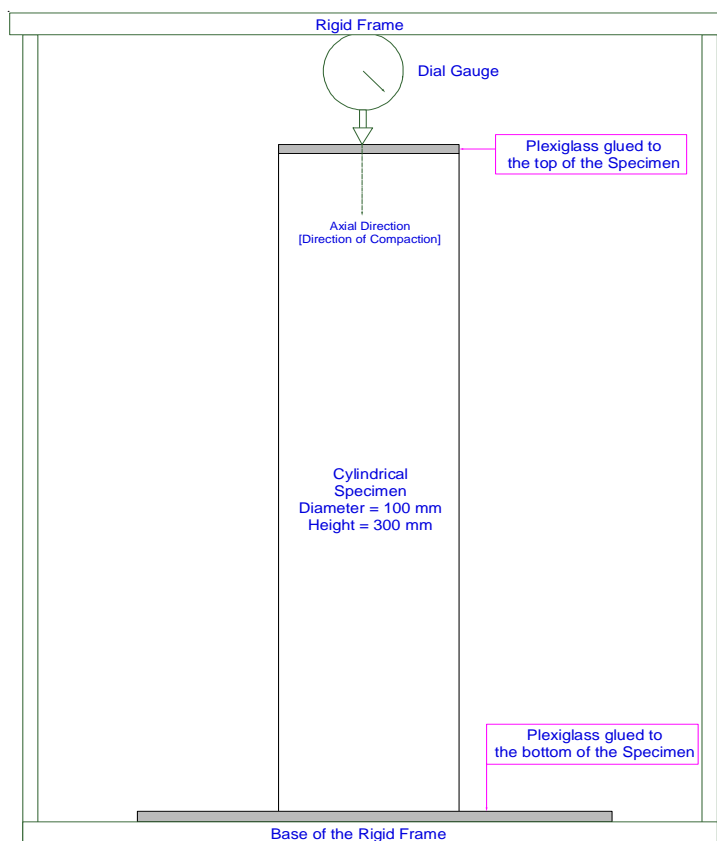 Rigid Frame
Dial Gauge
Plexiglass glued to
the top of the Specimen
Axial Direction
[Direction of Compaction]
Cylindrical
Specimen
Diameter = 100 mm
Height = 300 mm
Plexiglass glued to
the bottom of the Specimen
Base of the Rigid Frame